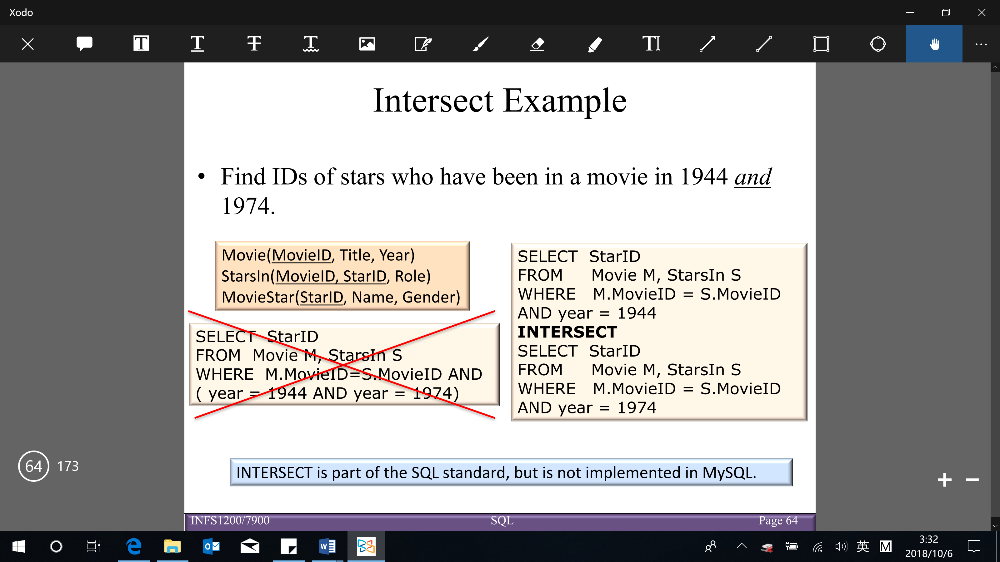 Xodo
Intersect Example
• Find IDs of stars who have been in a movie in 1944 and
1974.
Movie(MovieID, Title, Year)
StarsIn(MovieID, StarID, Role)
MovieStar(StarID, Name, Gender)
SELECT StarID
FROM Movie M, StarsIn S
WHERE M.MovieID=S.MovieID AND
( year = 1944 AND year = 1974)
SELECT StarID
FROM Movie M, StarsIn S
WHERE M.MovieID = S.MovieID
AND year = 1944
INTERSECT
SELECT StarID
FROM Movie M, StarsIn S
WHERE M.MovieID = S.MovieID
AND year = 1974
64 173
INTERSECT is part of the SQL standard, but is not implemented in MySQL.
INFS1200/7900 SQL Page 64
英 M
3:32
2018/10/6